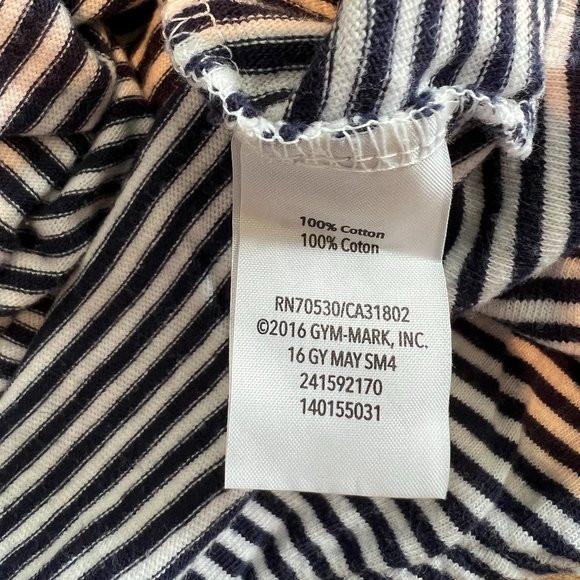 100% Cotton
100% Coton
RN70530/CA31802
©2016 GYM-MARK, INC.
16 GY MAY SM4
241592170
140155031